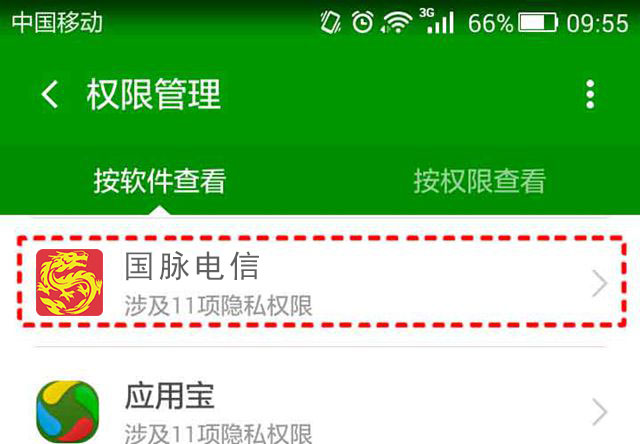 中国移动 3G 66% 09:55
权限管理
按软件查看 按权限查看
国脉电信
涉及11项隐私权限
应用宝
涉及11项隐私权限